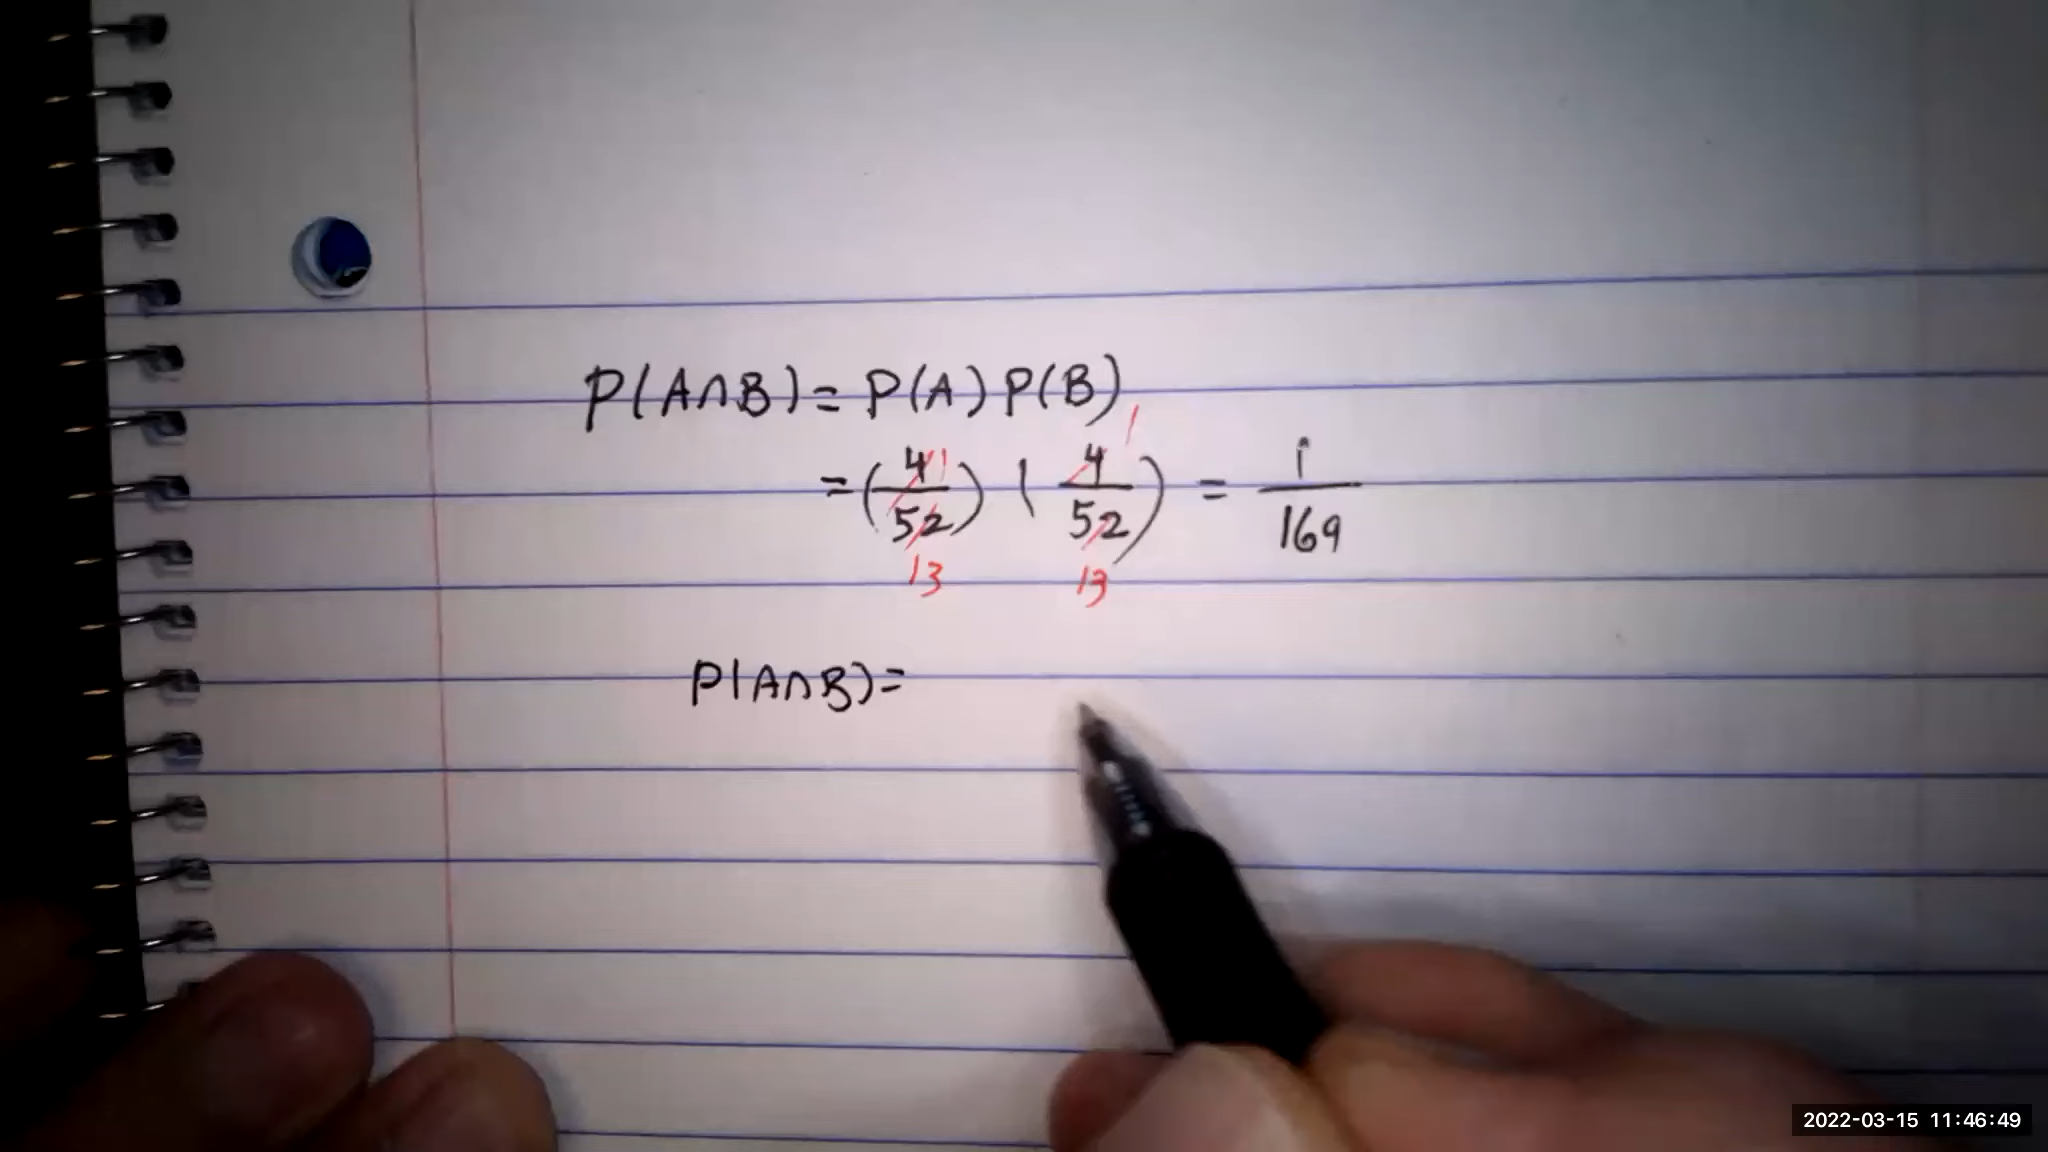 P(A∩B) = P(A) P(B)
= (4/52) (4/52) = 1/169
1 1
13 13
P(A∩B) =
2022-03-15 11:46:49